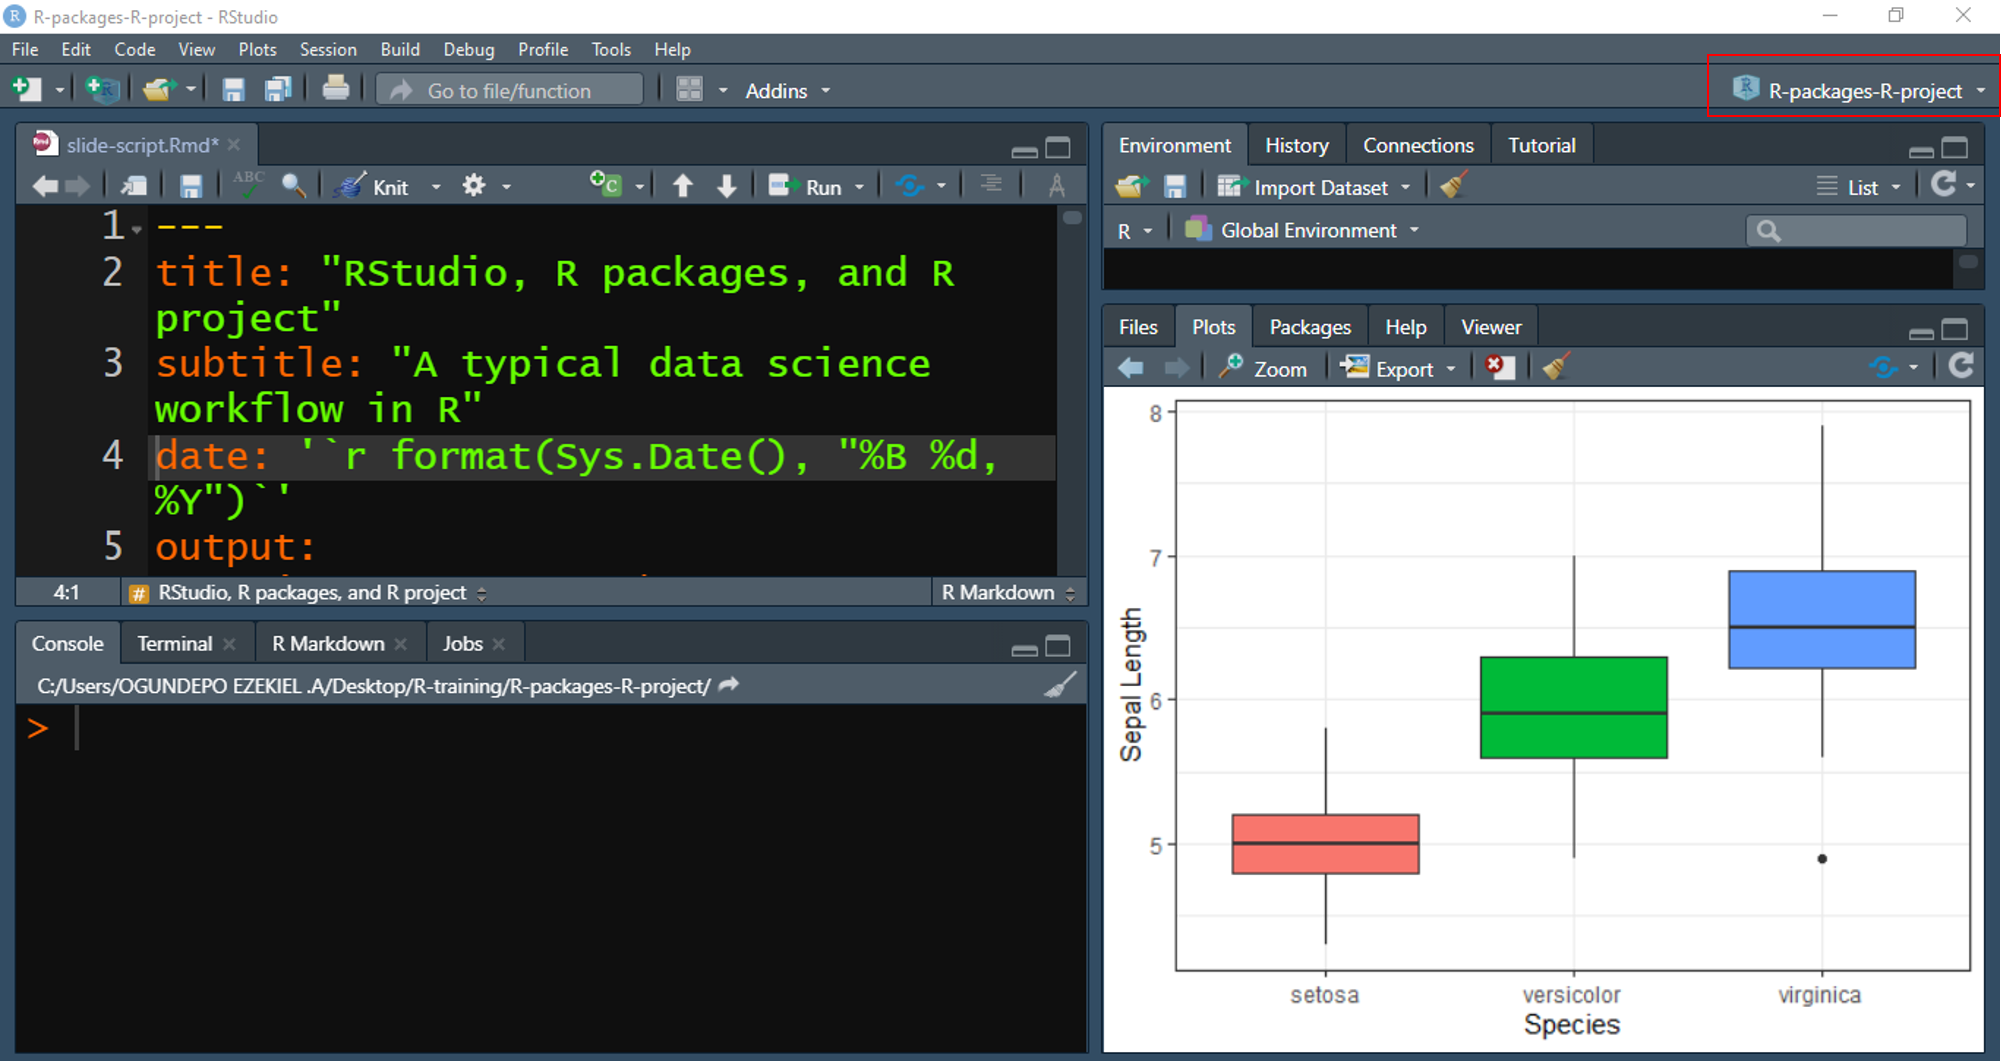 R-packages-R-project - RStudio
File Edit Code View Plots Session Build Debug Profile Tools Help
Go to file/function Addins R-packages-R-project
slide-script.Rmd*
ABC Knit Run
1 ---
2 title: "RStudio, R packages, and R
project"
3 subtitle: "A typical data science
workflow in R"
4 date: '`r format(Sys.Date(), "%B %d,
%Y")`'
5 output:
4:1 # RStudio, R packages, and R project R Markdown
Console Terminal R Markdown Jobs
C:/Users/OGUNDEPO EZEKIEL .A/Desktop/R-training/R-packages-R-project/
>
Environment History Connections Tutorial
Import Dataset List
R Global Environment
Files Plots Packages Help Viewer
Zoom Export
8
7
6
5
Sepal Length
setosa versicolor virginica
Species